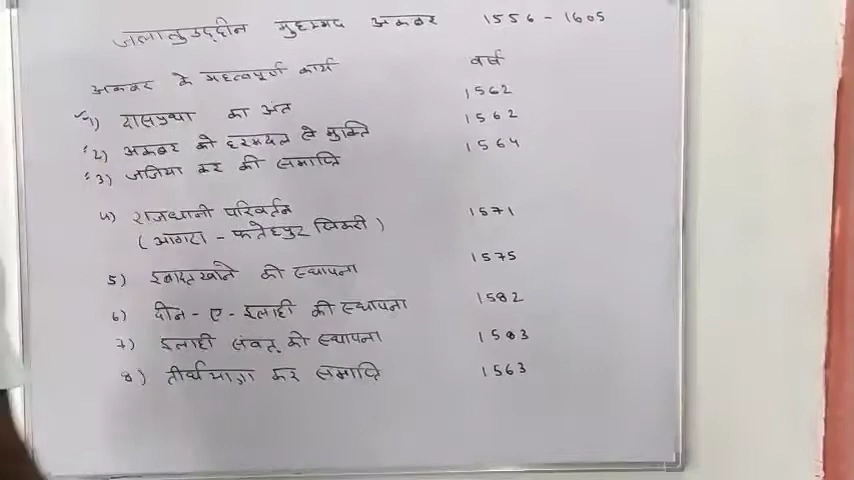 जलालुउद्दीन मुहम्मद अकबर 1556 - 1605
अकबर के महत्वपूर्ण कार्य वर्ष
1) दासप्रथा का अंत 1562
2) अकबर को हरमदल से मुक्ति 1562
3) जजिया कर की समाप्ति 1564
4) राजधानी परिवर्तन
(आगरा - फतेहपुर सिकरी) 1571
5) इबादतखाने की स्थापना 1575
6) दीन - ए - इलाही की स्थापना 1582
7) इलाही संवत् की स्थापना 1583
8) तीर्थयात्रा कर समाप्ति 1563